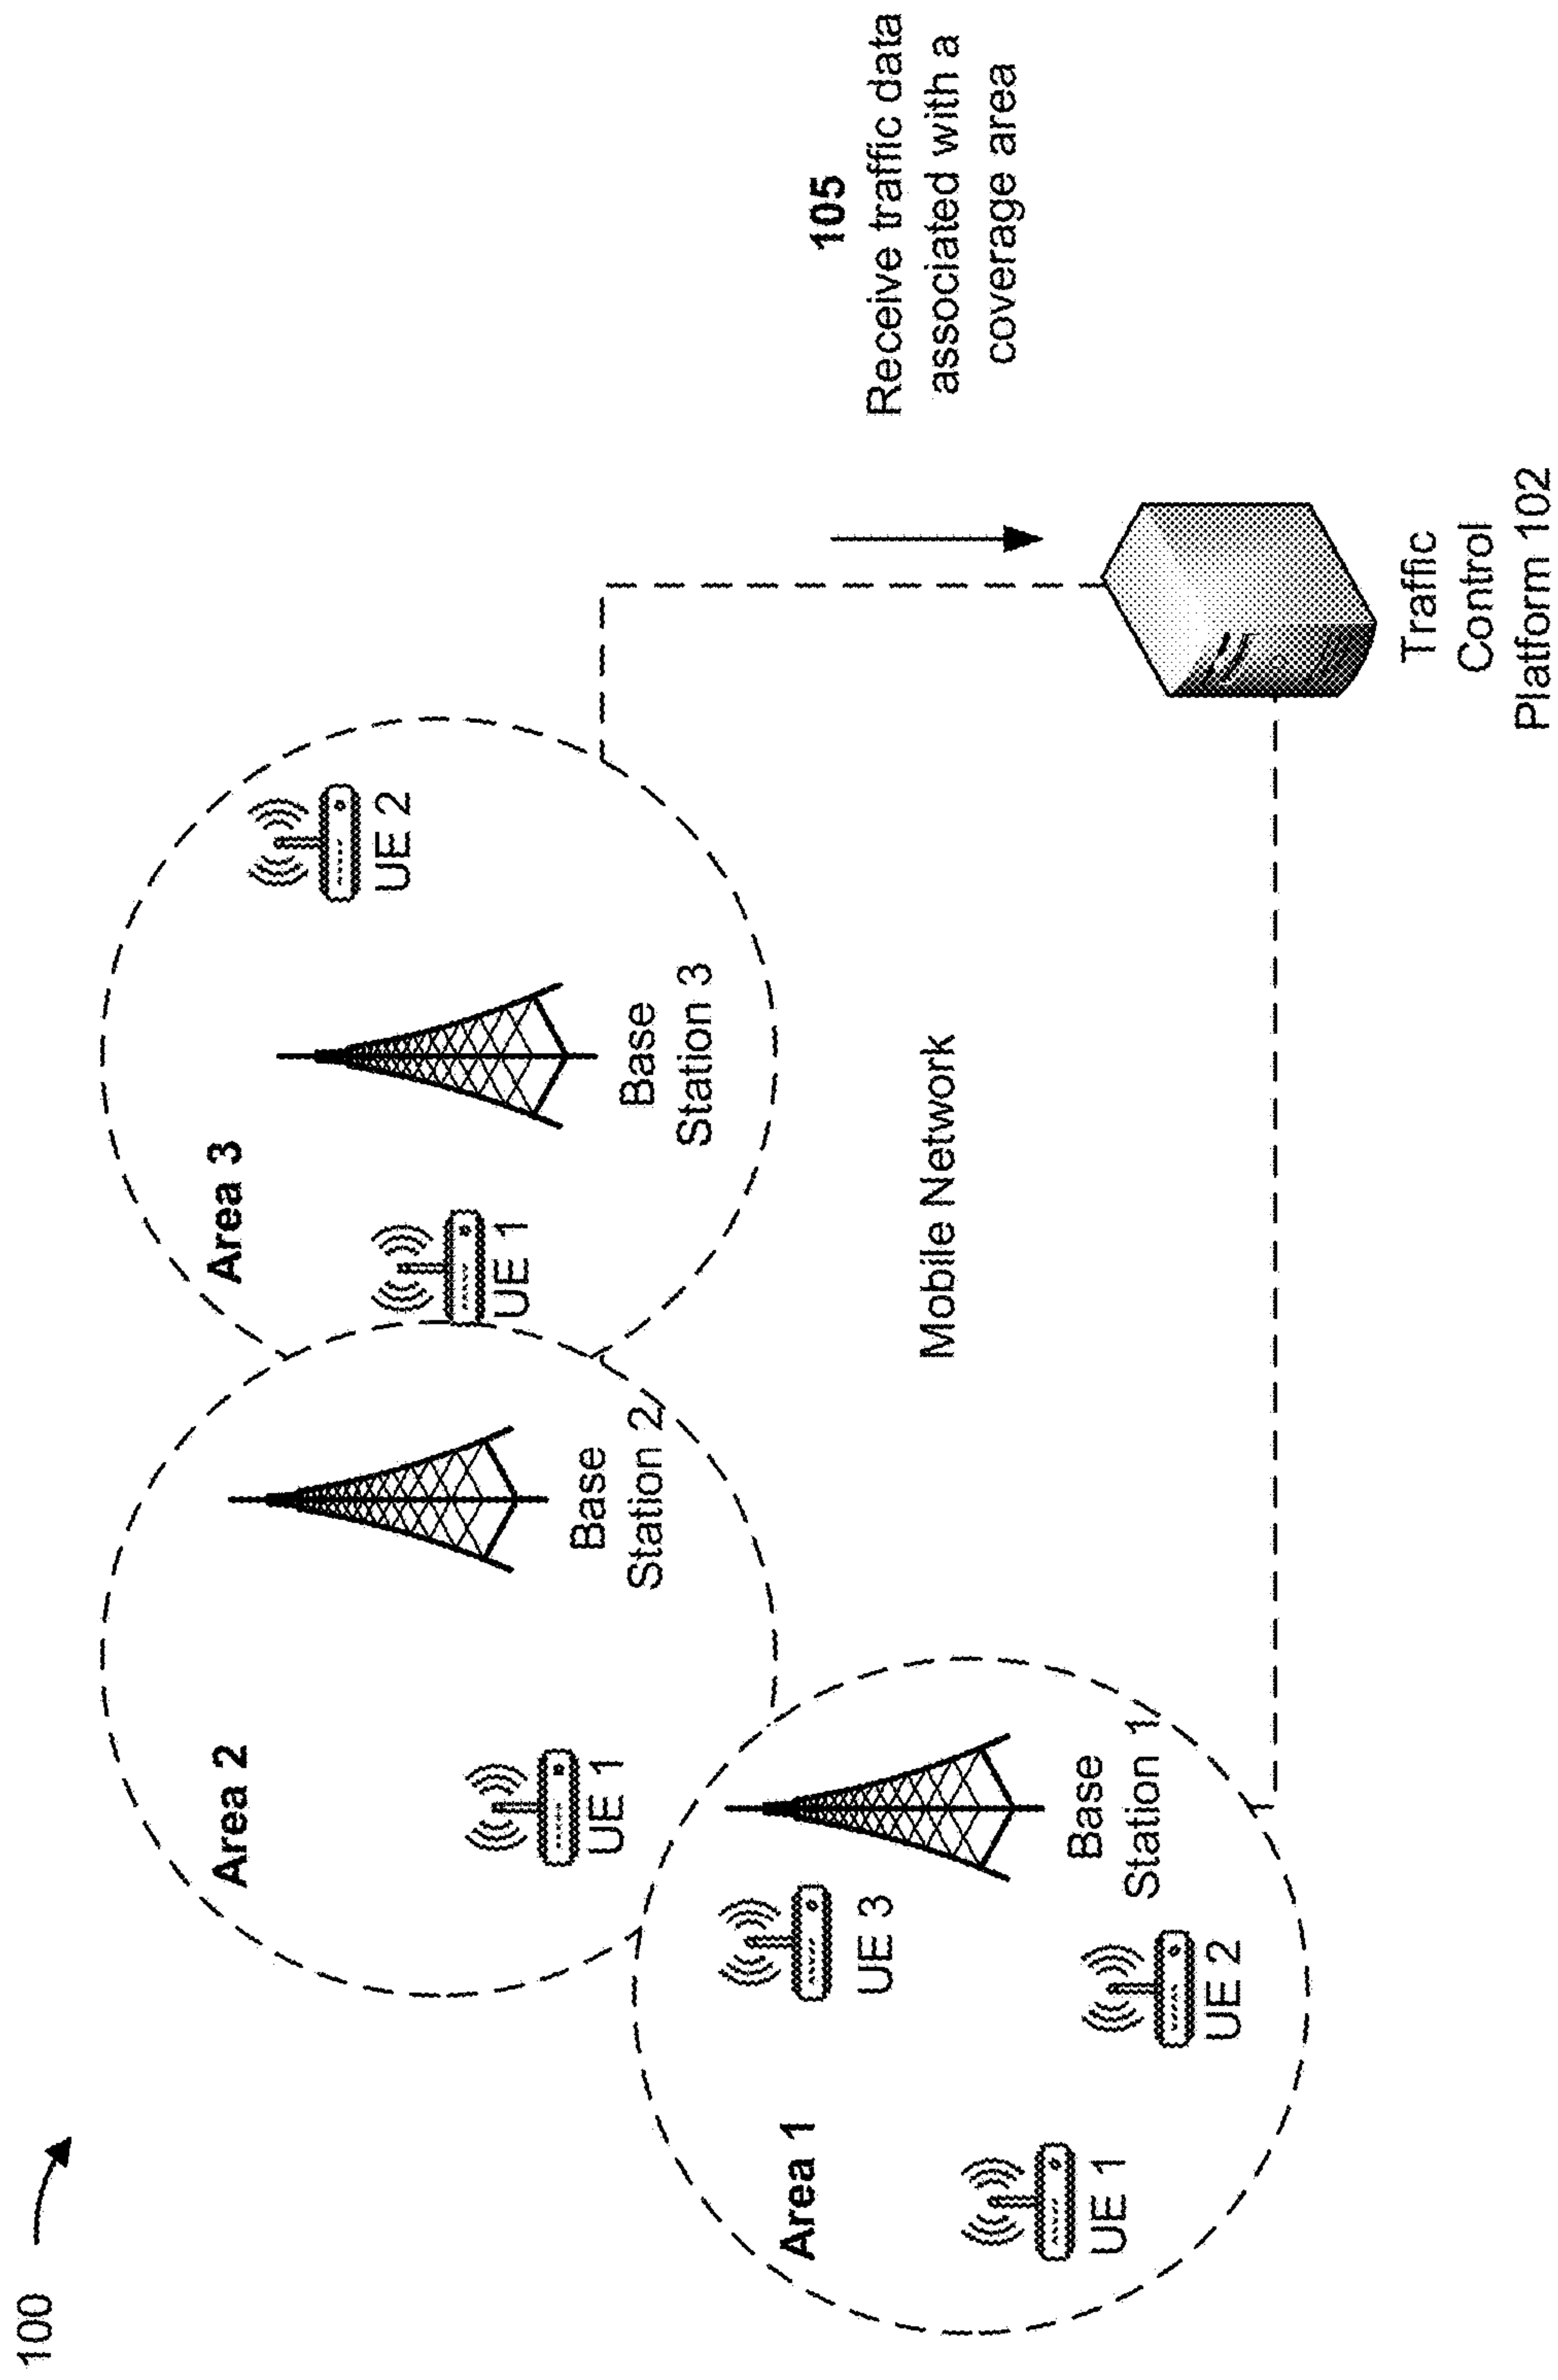 100
Area 2
Area 3
Base
Station 2
UE 1
UE 1
Base
Station 3
UE 2
Area 1
UE 3
UE 1
UE 2
Base
Station 1
Mobile Network
105
Receive traffic data
associated with a
coverage area
Traffic
Control
Platform 102